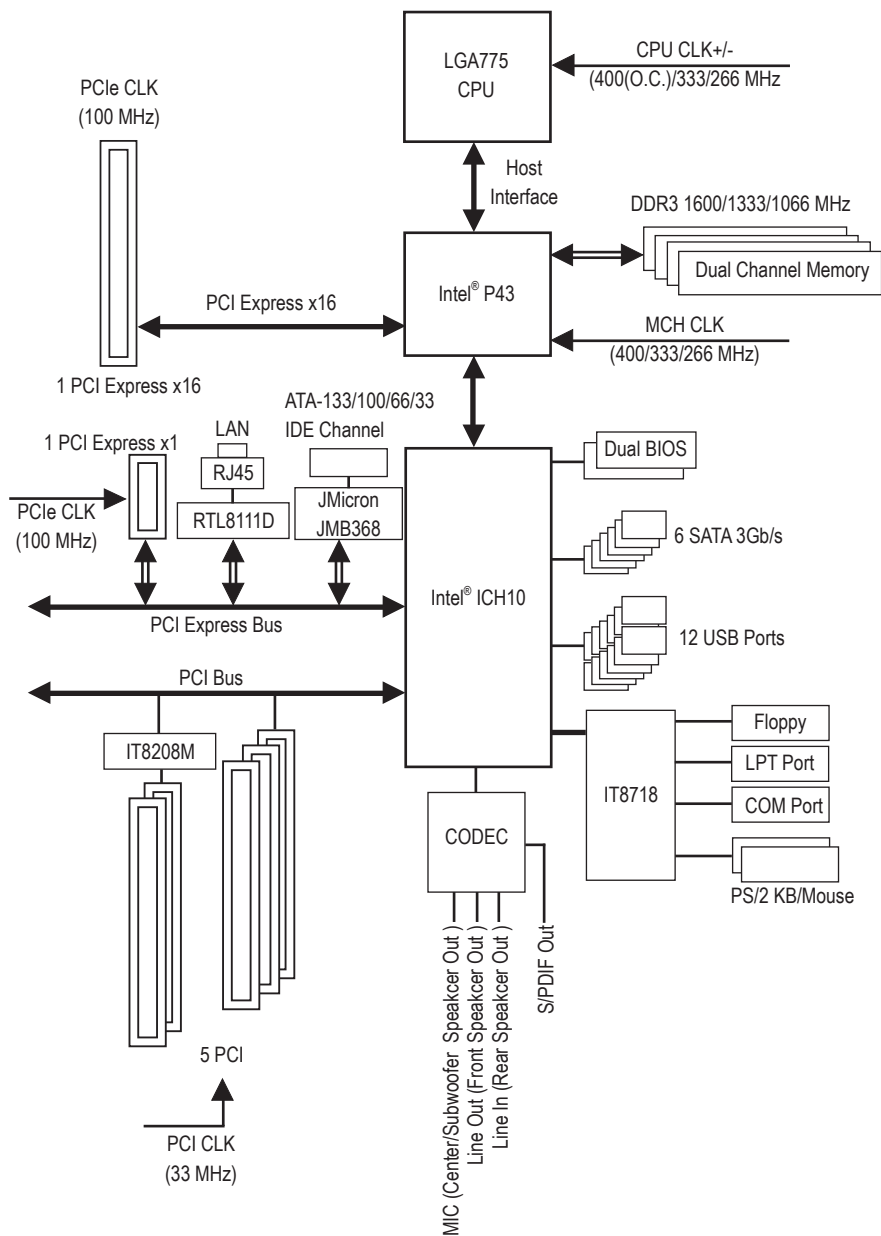 LGA775
CPU
CPU CLK+/-
(400(O.C.)/333/266 MHz
PCIe CLK
(100 MHz)
Host
Interface
DDR3 1600/1333/1066 MHz
Dual Channel Memory
Intel® P43
PCI Express x16
MCH CLK
(400/333/266 MHz)
1 PCI Express x16
ATA-133/100/66/33
IDE Channel
LAN
RJ45
1 PCI Express x1
Dual BIOS
JMicron
JMB368
RTL8111D
PCIe CLK
(100 MHz)
6 SATA 3Gb/s
Intel® ICH10
PCI Express Bus
12 USB Ports
PCI Bus
IT8208M
IT8718
Floppy
LPT Port
COM Port
PS/2 KB/Mouse
CODEC
MIC (Center/Subwoofer Speakcer Out )
Line Out (Front Speakcer Out )
Line In (Rear Speakcer Out )
S/PDIF Out
5 PCI
PCI CLK
(33 MHz)